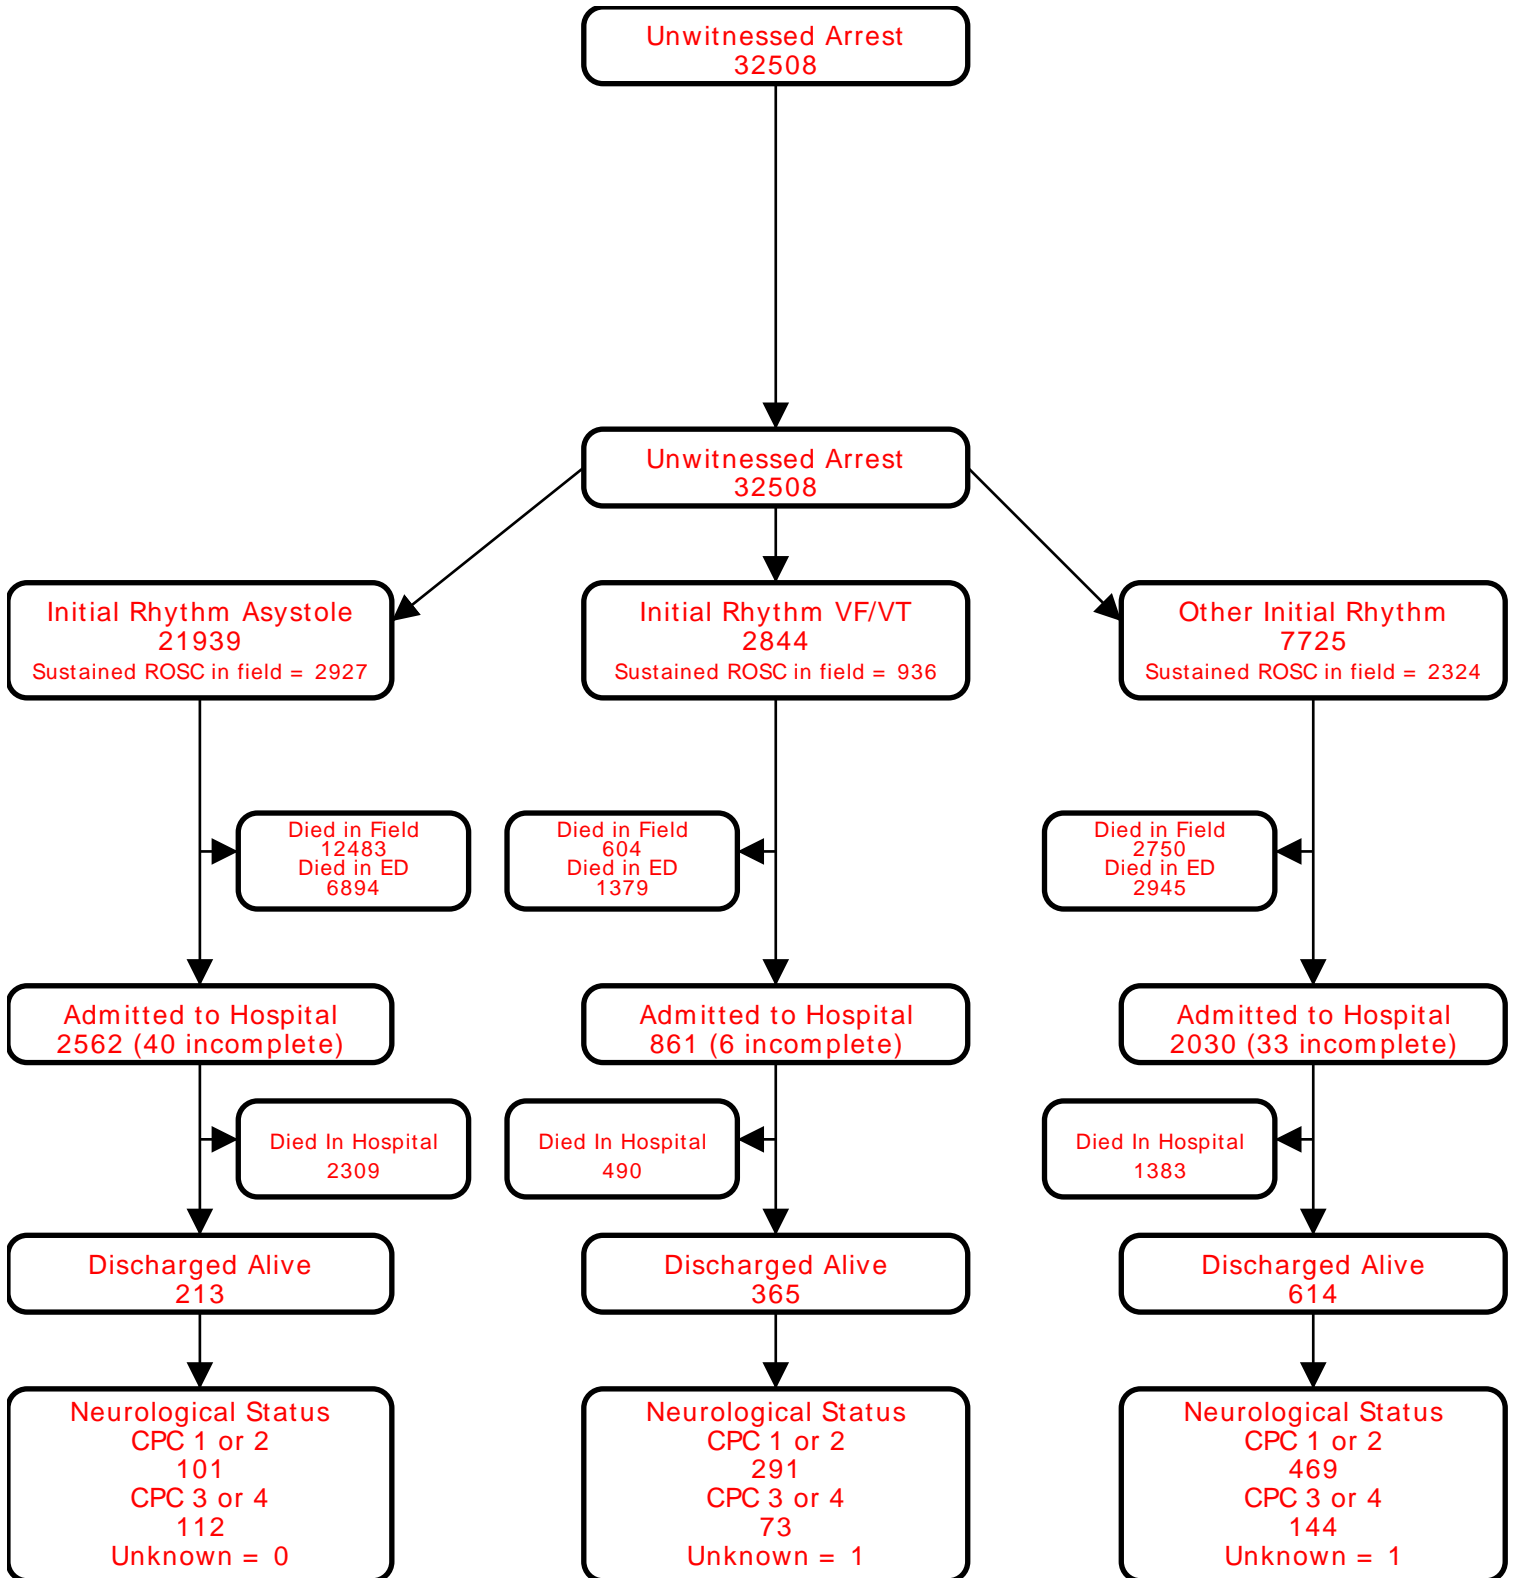 Unwitnessed Arrest
32508
Unwitnessed Arrest
32508
Initial Rhythm Asystole
21939
Sustained ROSC in field = 2927
Initial Rhythm VF/VT
2844
Sustained ROSC in field = 936
Other Initial Rhythm
7725
Sustained ROSC in field = 2324
Died in Field
12483
Died in ED
6894
Died in Field
604
Died in ED
1379
Died in Field
2750
Died in ED
2945
Admitted to Hospital
2562 (40 incomplete)
Admitted to Hospital
861 (6 incomplete)
Admitted to Hospital
2030 (33 incomplete)
Died In Hospital
2309
Died In Hospital
490
Died In Hospital
1383
Discharged Alive
213
Discharged Alive
365
Discharged Alive
614
Neurological Status
CPC 1 or 2
101
CPC 3 or 4
112
Unknown = 0
Neurological Status
CPC 1 or 2
291
CPC 3 or 4
73
Unknown = 1
Neurological Status
CPC 1 or 2
469
CPC 3 or 4
144
Unknown = 1